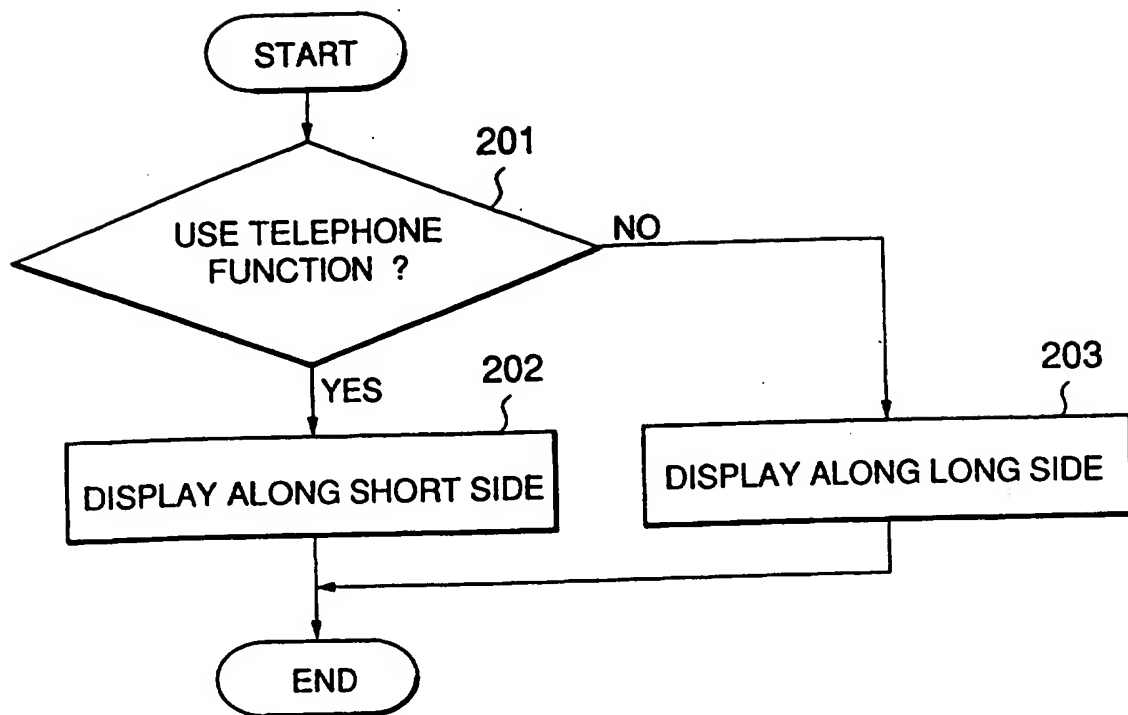 START
201
USE TELEPHONE
FUNCTION ?
NO
YES
202
203
DISPLAY ALONG SHORT SIDE
DISPLAY ALONG LONG SIDE
END